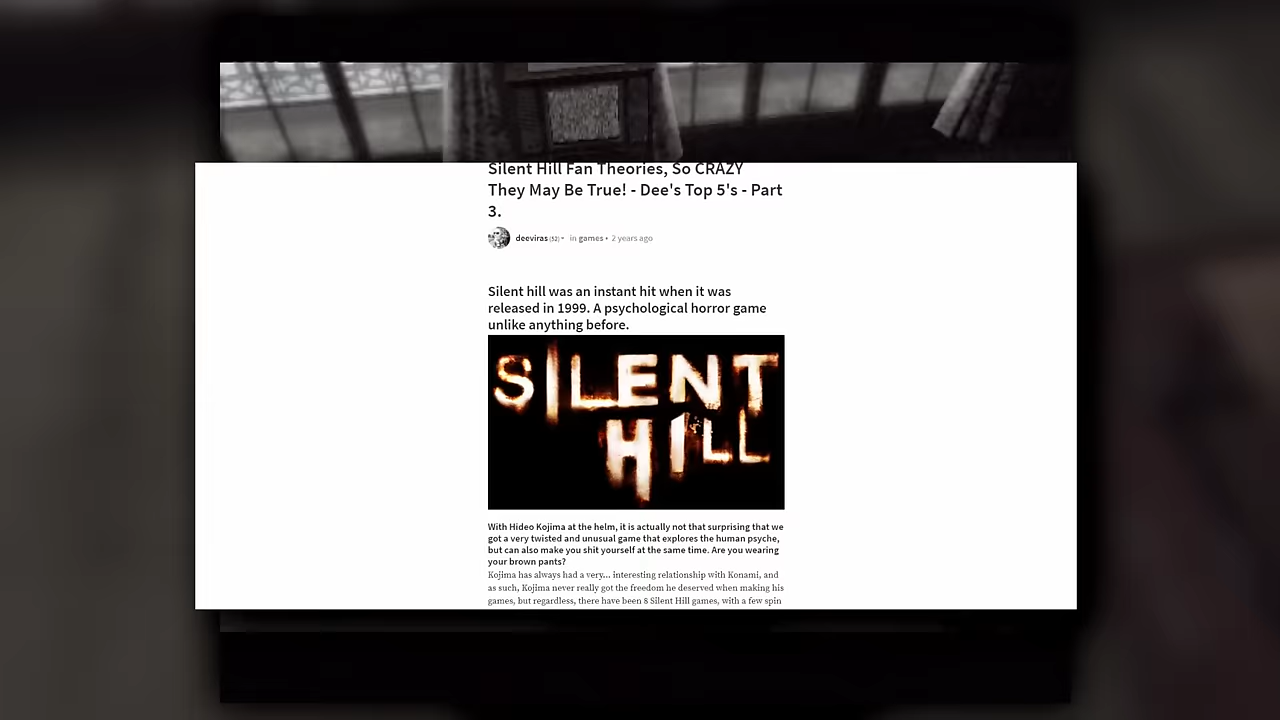 Silent Hill Fan Theories, So CRAZY
They May Be True! - Dee's Top 5's - Part
3.
deeviras (52) • in games • 2 years ago
Silent hill was an instant hit when it was
released in 1999. A psychological horror game
unlike anything before.
SILENT
HILL
With Hideo Kojima at the helm, it is actually not that surprising that we
got a very twisted and unusual game that explores the human psyche,
but can also make you shit yourself at the same time. Are you wearing
your brown pants?
Kojima has always had a very... interesting relationship with Konami, and
as such, Kojima never really got the freedom he deserved when making his
games, but regardless, there have been 8 Silent Hill games, with a few spin